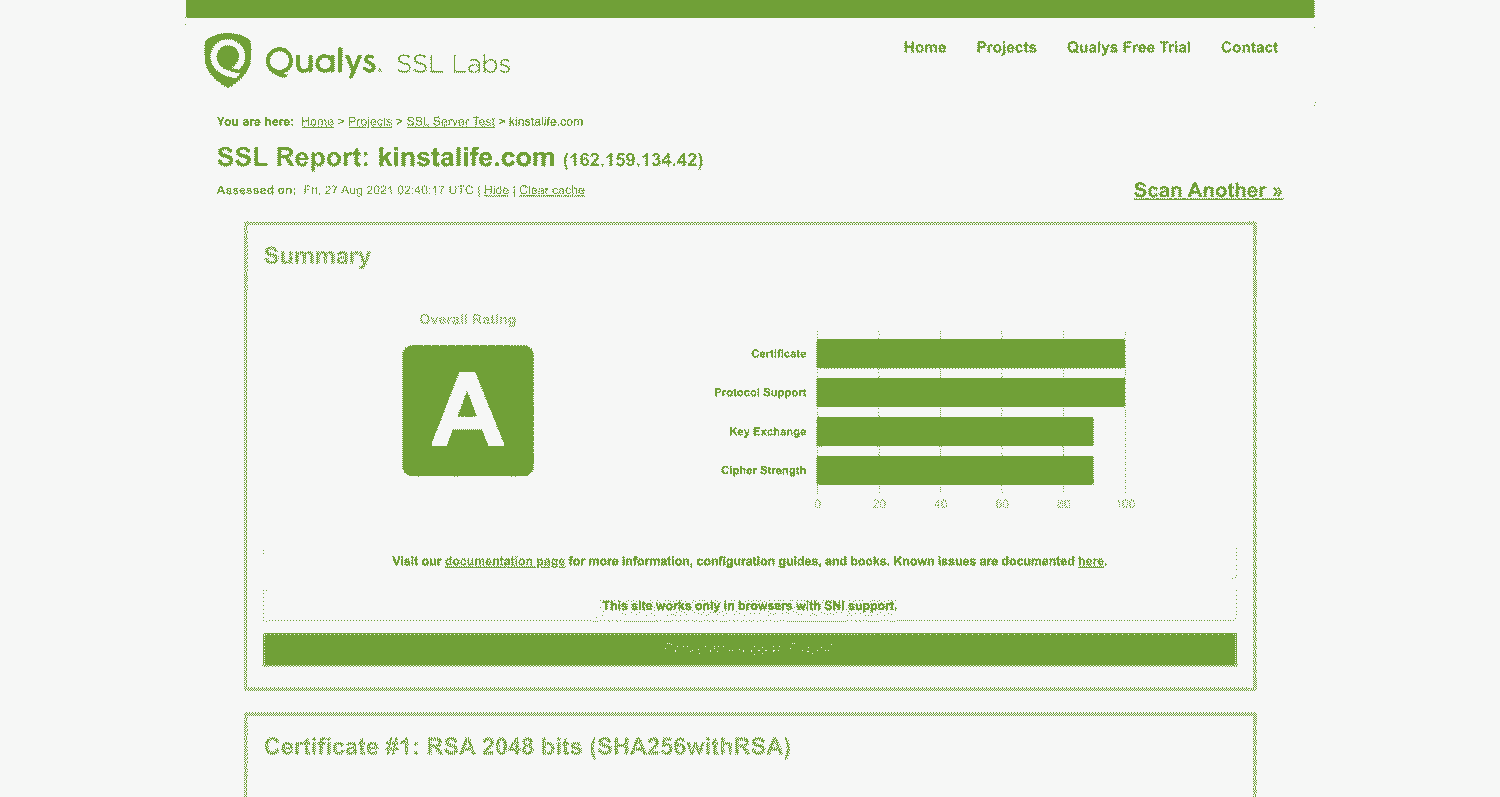 Qualys. SSL Labs
Home Projects Qualys Free Trial Contact
You are here: Home > Projects > SSL Server Test > kinstalife.com
SSL Report: kinstalife.com (162.159.134.42)
Assessed on: Fri, 27 Aug 2021 02:40:17 UTC | Hide | Clear cache
Scan Another »
Summary
Overall Rating
A
Certificate
Protocol Support
Key Exchange
Cipher Strength
0 20 40 60 80 100
Visit our documentation page for more information, configuration guides, and books. Known issues are documented here.
This site works only in browsers with SNI support.
Certificate #1: RSA 2048 bits (SHA256withRSA)